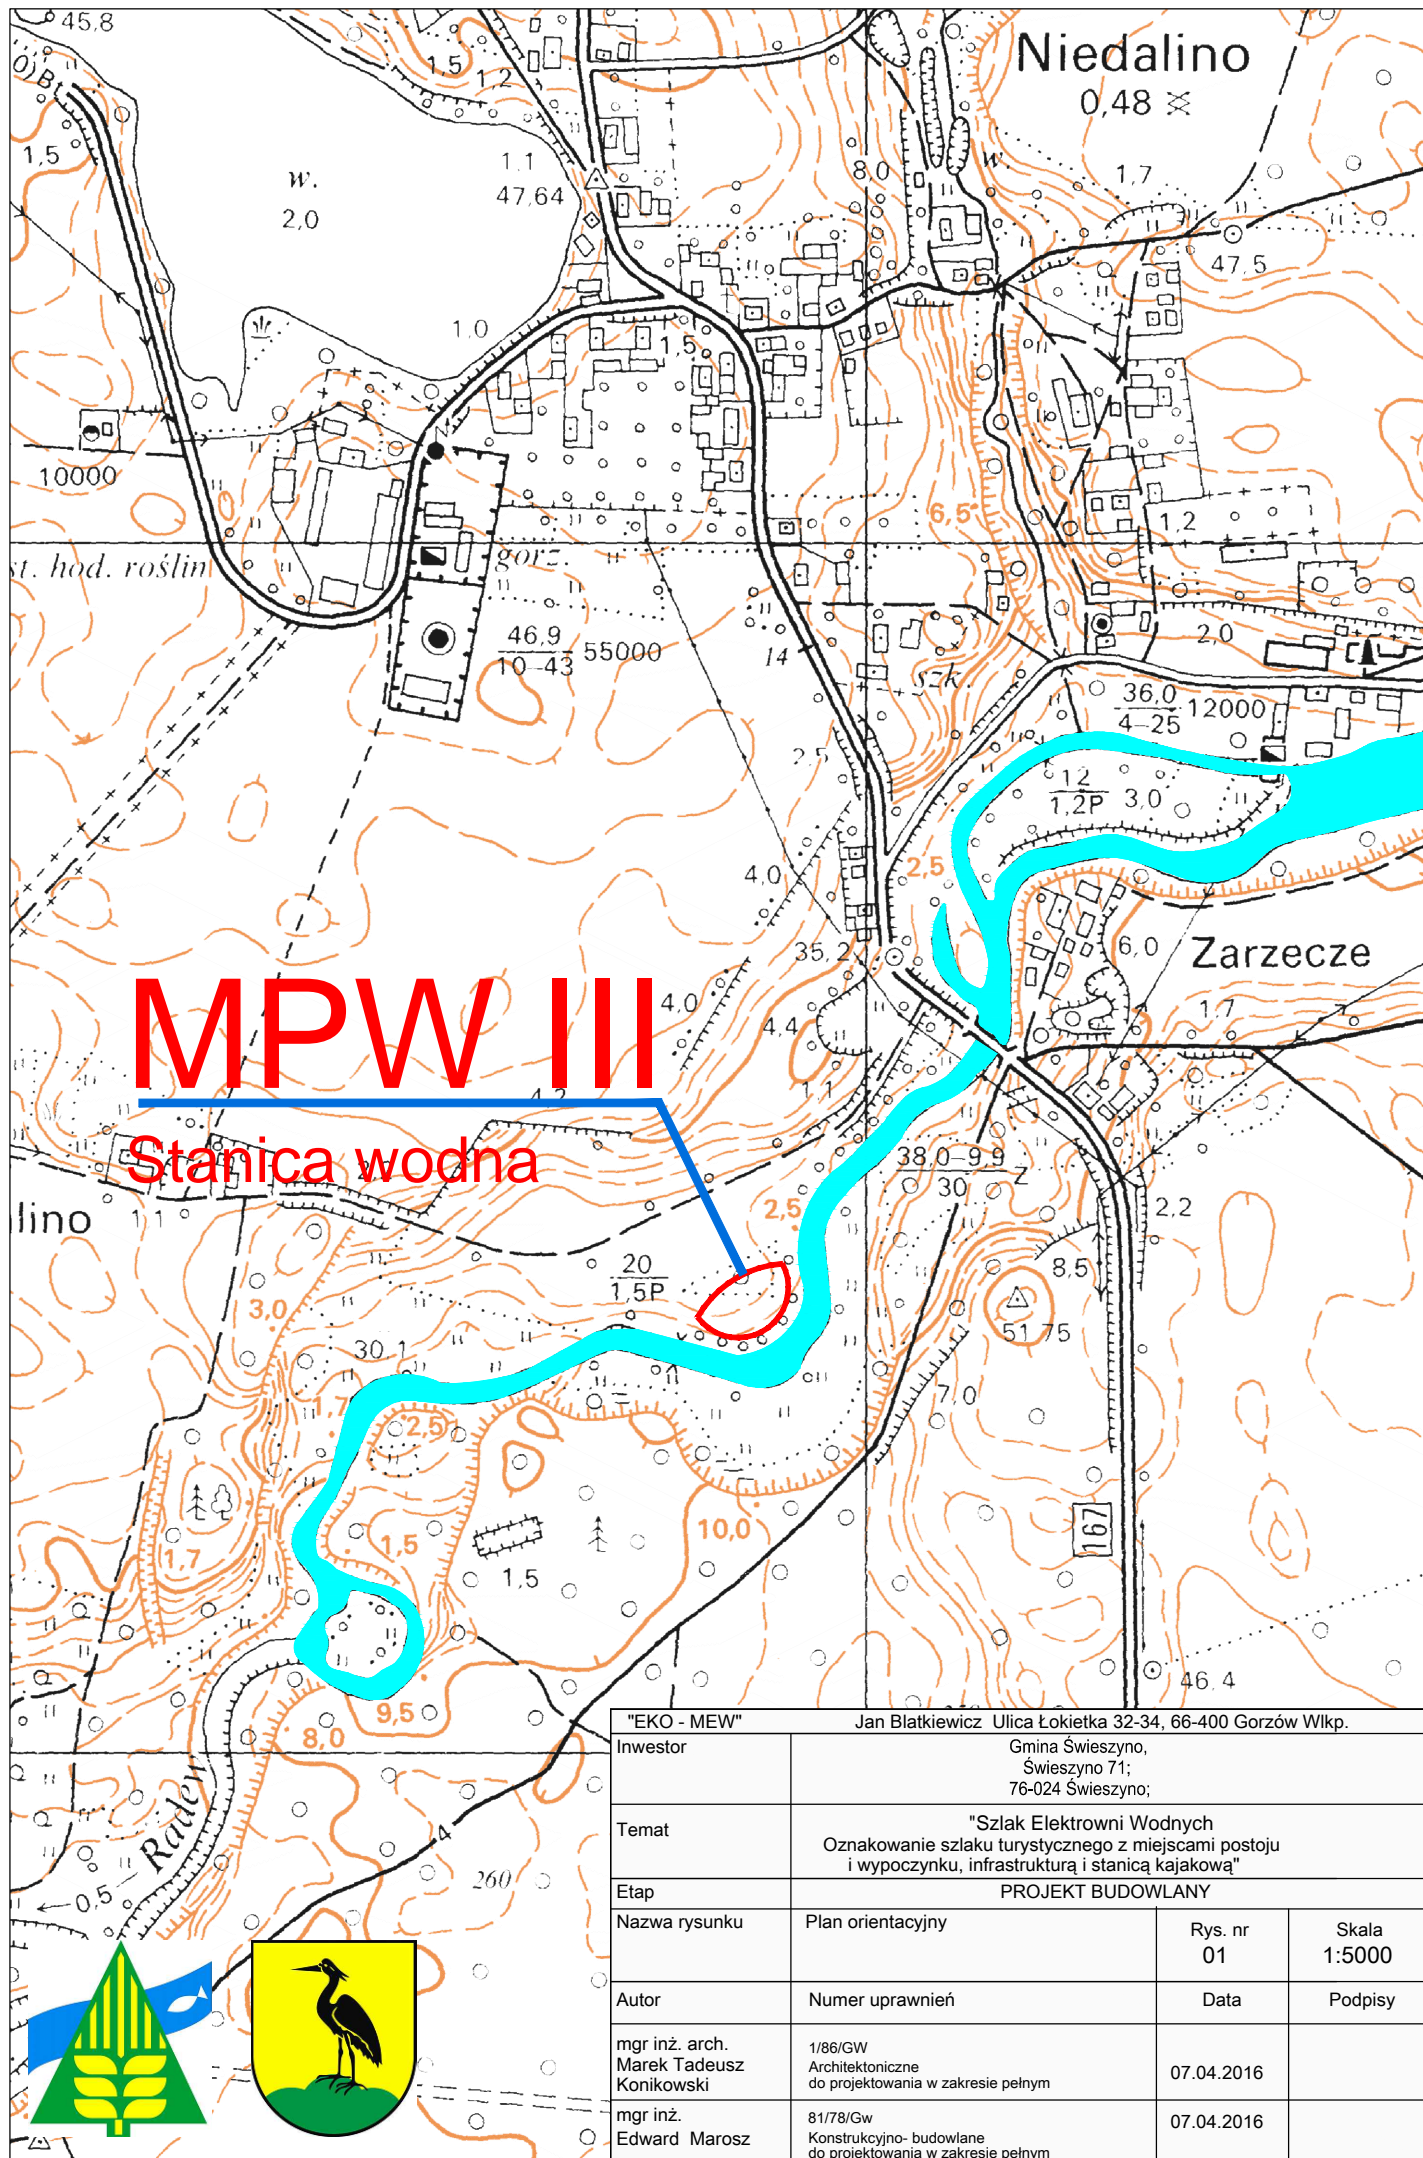 45,8
0) Bt
1,5
1,5
1,2
Niedalino
0,48
w.
2,0
1,1
47,64
8,0
w
1,7
47,5
1,0
1,5
10000
6,5
1,2
st. hod. roślin
gorz.
46,9
10-43
55000
14
szk.
2,0
36,0
4-25
12000
2,5
12
1,2P
3,0
4,0
2,5
35,2
6,0
Zarzecze
MPW III
4,0
4,4
1,7
1,1
4,2
Stanica wodna
38,0-9,9
30
Z
lino
1,1
2,5
2,2
20
1,5P
8,5
3,0
51,75
30,1
1,7
2,5
7,0
10,0
167
1,7
1,5
1,5
46,4
9,5
8,0
Radew
4
0,5
260
"EKO - MEW" Jan Blatkiewicz Ulica Łokietka 32-34, 66-400 Gorzów Wlkp.
Inwestor
Gmina Świeszyno,
Świeszyno 71;
76-024 Świeszyno;
Temat
"Szlak Elektrowni Wodnych
Oznakowanie szlaku turystycznego z miejscami postoju
i wypoczynku, infrastrukturą i stanicą kajakową"
Etap
PROJEKT BUDOWLANY
Nazwa rysunku
Plan orientacyjny
Rys. nr
01
Skala
1:5000
Autor
Numer uprawnień
Data
Podpisy
mgr inż. arch.
Marek Tadeusz
Konikowski
1/86/GW
Architektoniczne
do projektowania w zakresie pełnym
07.04.2016
mgr inż.
Edward Marosz
81/78/Gw
Konstrukcyjno- budowlane
do projektowania w zakresie pełnym
07.04.2016